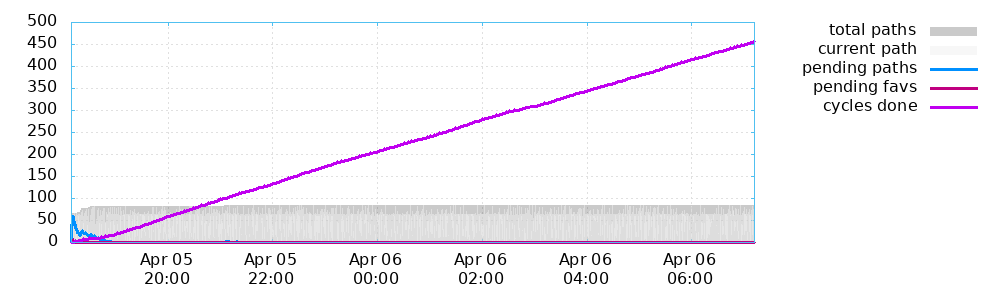 500
450
400
350
300
250
200
150
100
50
0
Apr 05 20:00
Apr 05 22:00
Apr 06 00:00
Apr 06 02:00
Apr 06 04:00
Apr 06 06:00
total paths
current path
pending paths
pending favs
cycles done